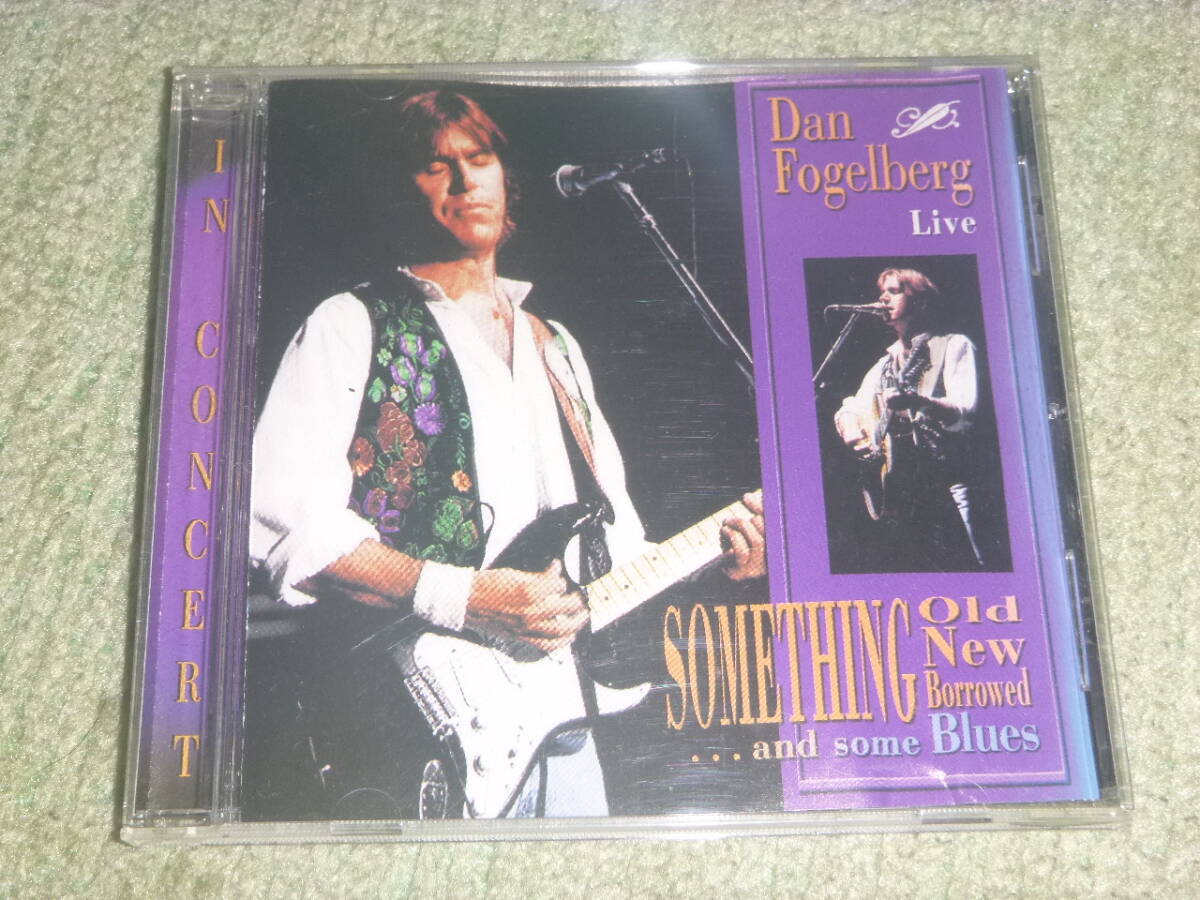 IN CONCERT
Dan
Fogelberg
Live
SOMETHING
Old
New
Borrowed
...and some Blues